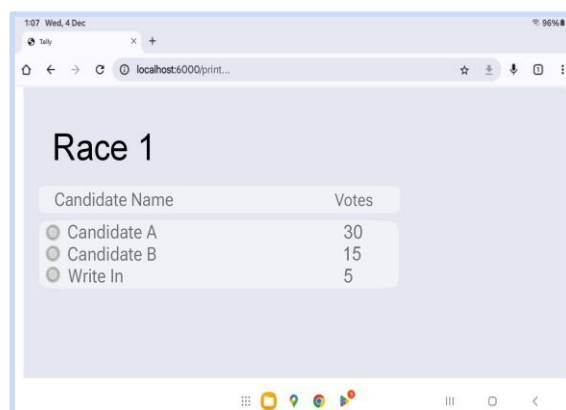 1:07 Wed, 4 Dec 96%
Tally × +
localhost:6000/print... 1
Race 1
Candidate Name Votes
Candidate A 30
Candidate B 15
Write In 5